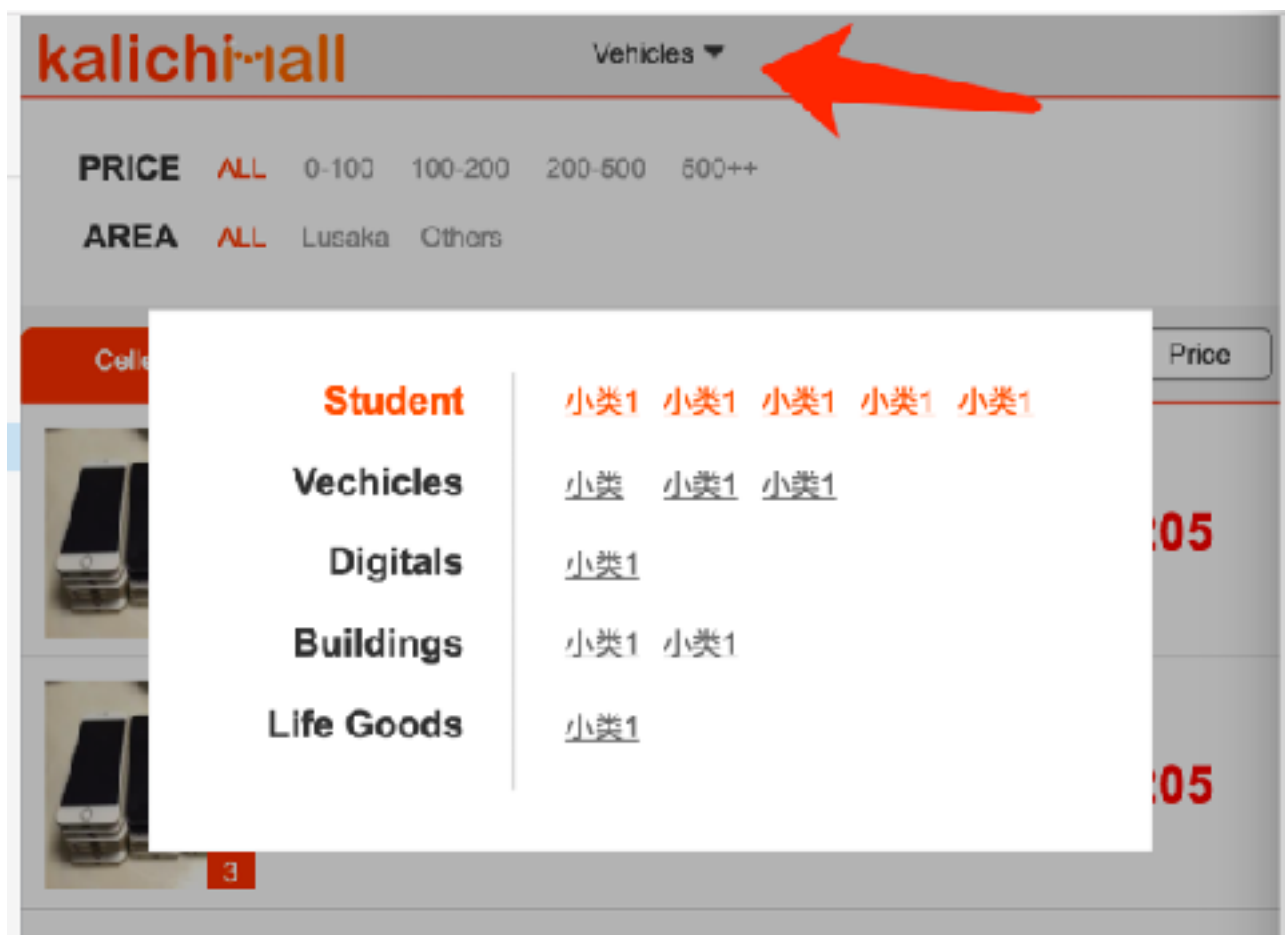 kalichimall Vehicles
PRICE ALL 0-100 100-200 200-500 500++
AREA ALL Lusaka Others
Price
Student 小类1 小类1 小类1 小类1 小类1
Vechicles 小类 小类1 小类1
Digitals 小类1
Buildings 小类1 小类1
Life Goods 小类1
3